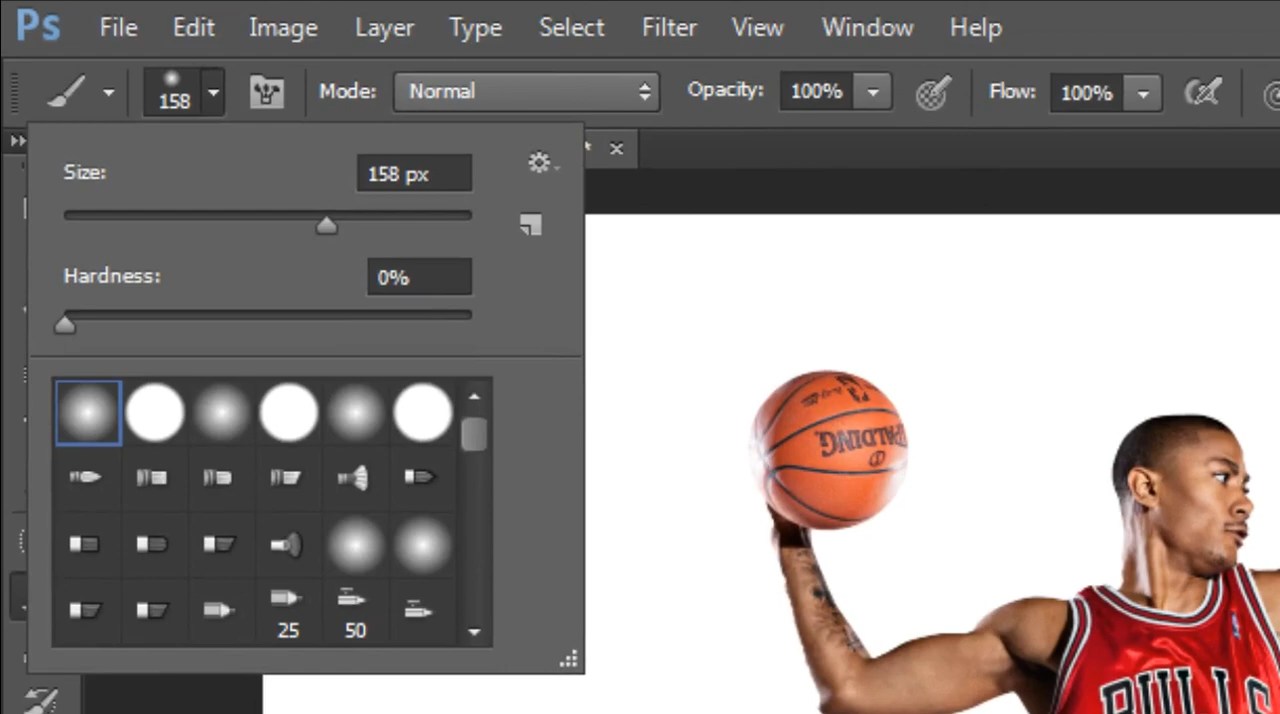 Ps File Edit Image Layer Type Select Filter View Window Help
158 Mode: Normal Opacity: 100% Flow: 100%
Size: 158 px
Hardness: 0%
25 50
SPALDING
BULLS